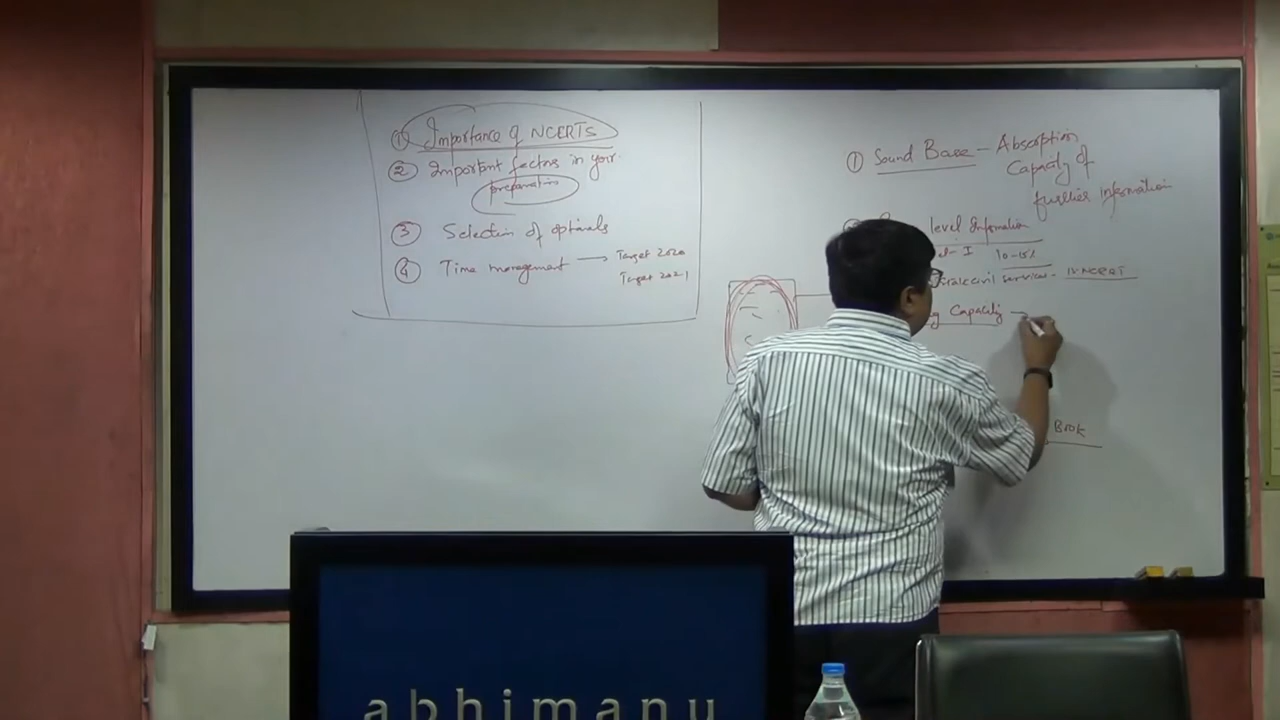 ① Importance of NCERTs
② Important factors in your
preparation
③ Selection of optionals
④ Time management → Target 2020
Target 2021
① Sound Base - Absorption
Capacity of
further information
level Information
I 10-15%
civil services - NCERT
Capacity →
Book
abhimanu